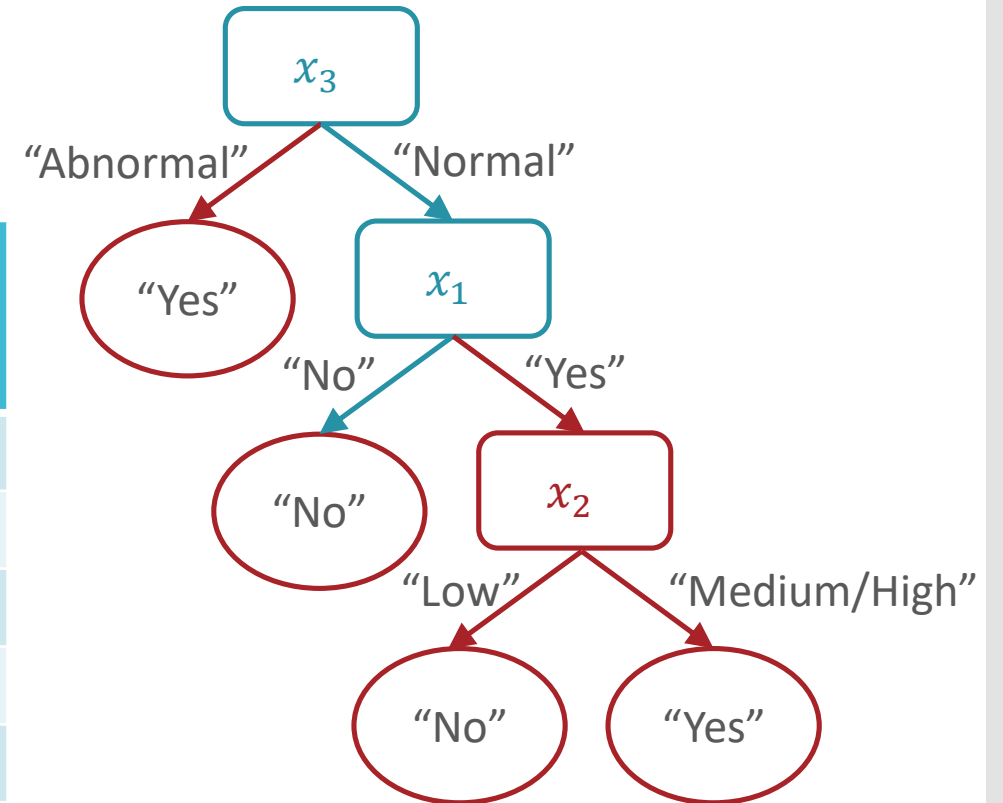 x₃
“Abnormal” “Normal”
“Yes”
x₁
“No” “Yes”
“No”
x₂
“Low” “Medium/High”
“No” “Yes”